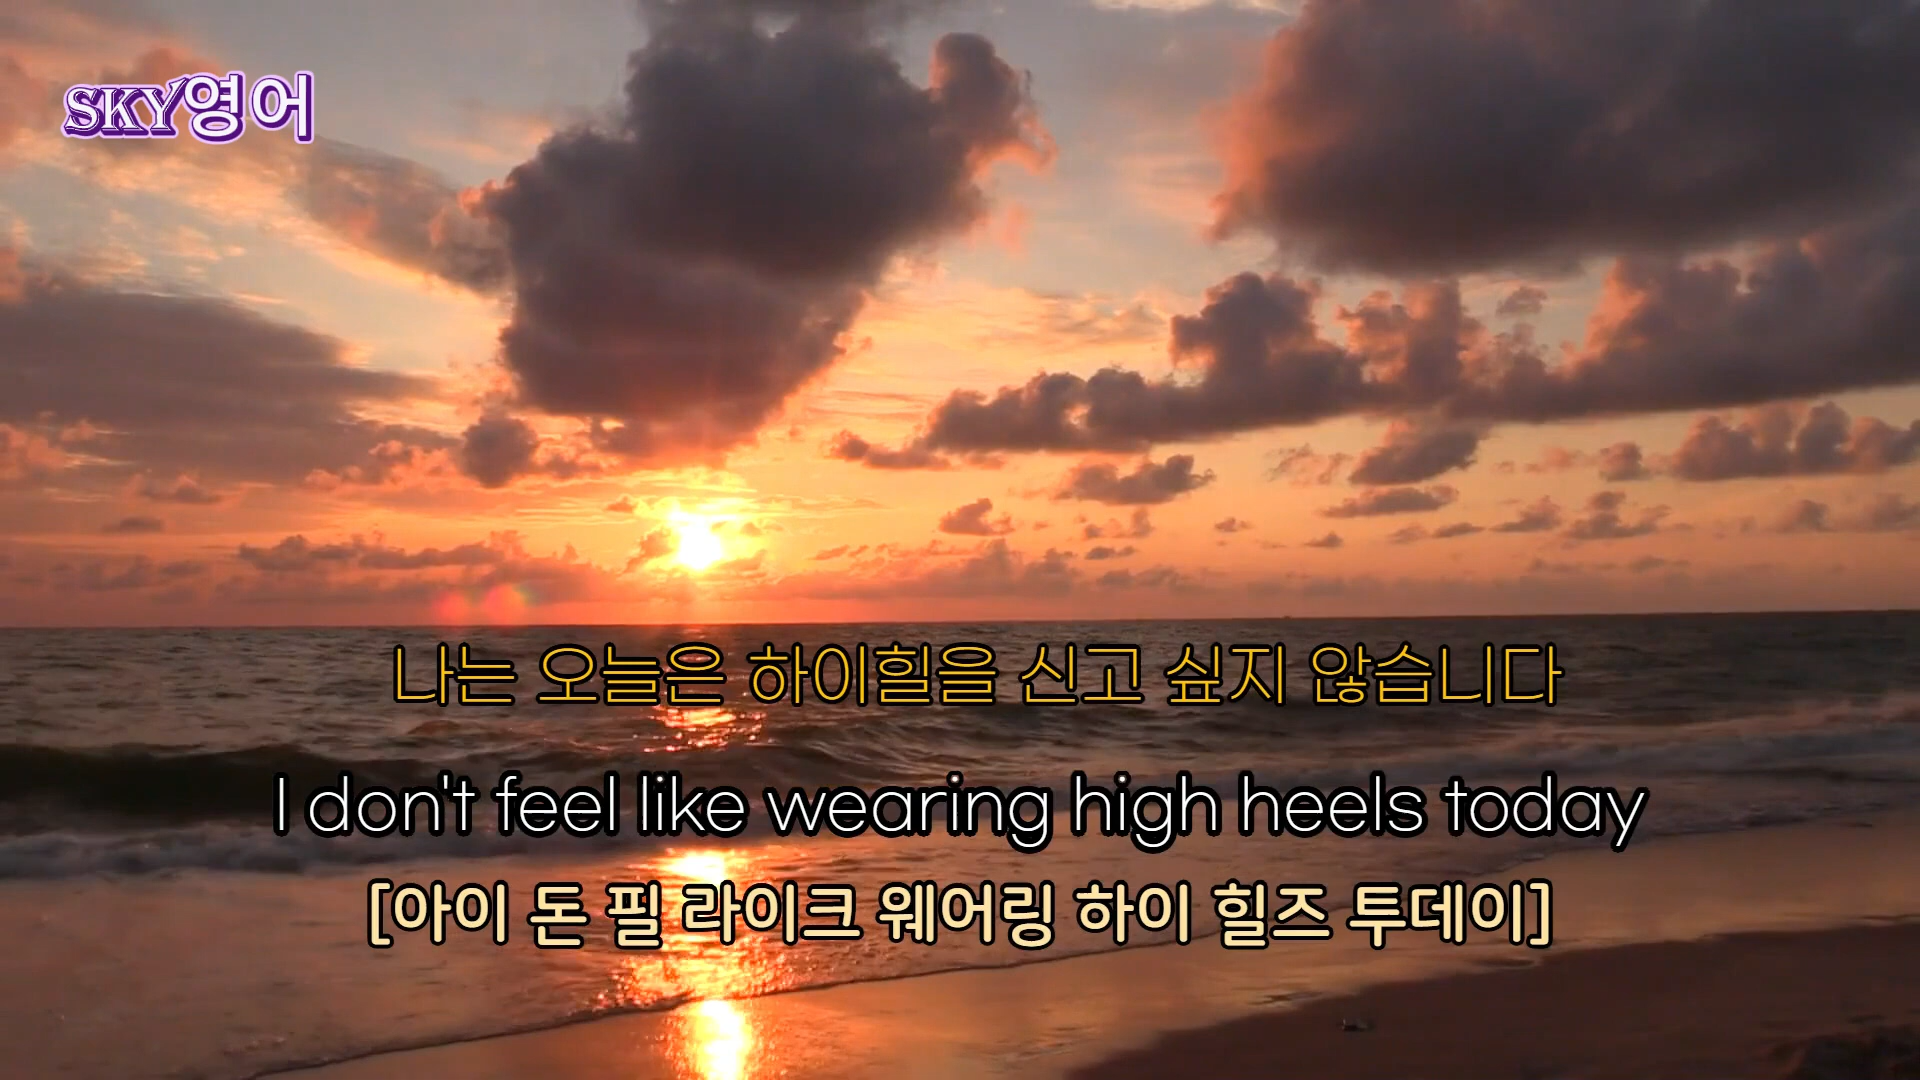 SKY영어
나는 오늘은 하이힐을 신고 싶지 않습니다
I don't feel like wearing high heels today
[아이 돈 필 라이크 웨어링 하이 힐즈 투데이]